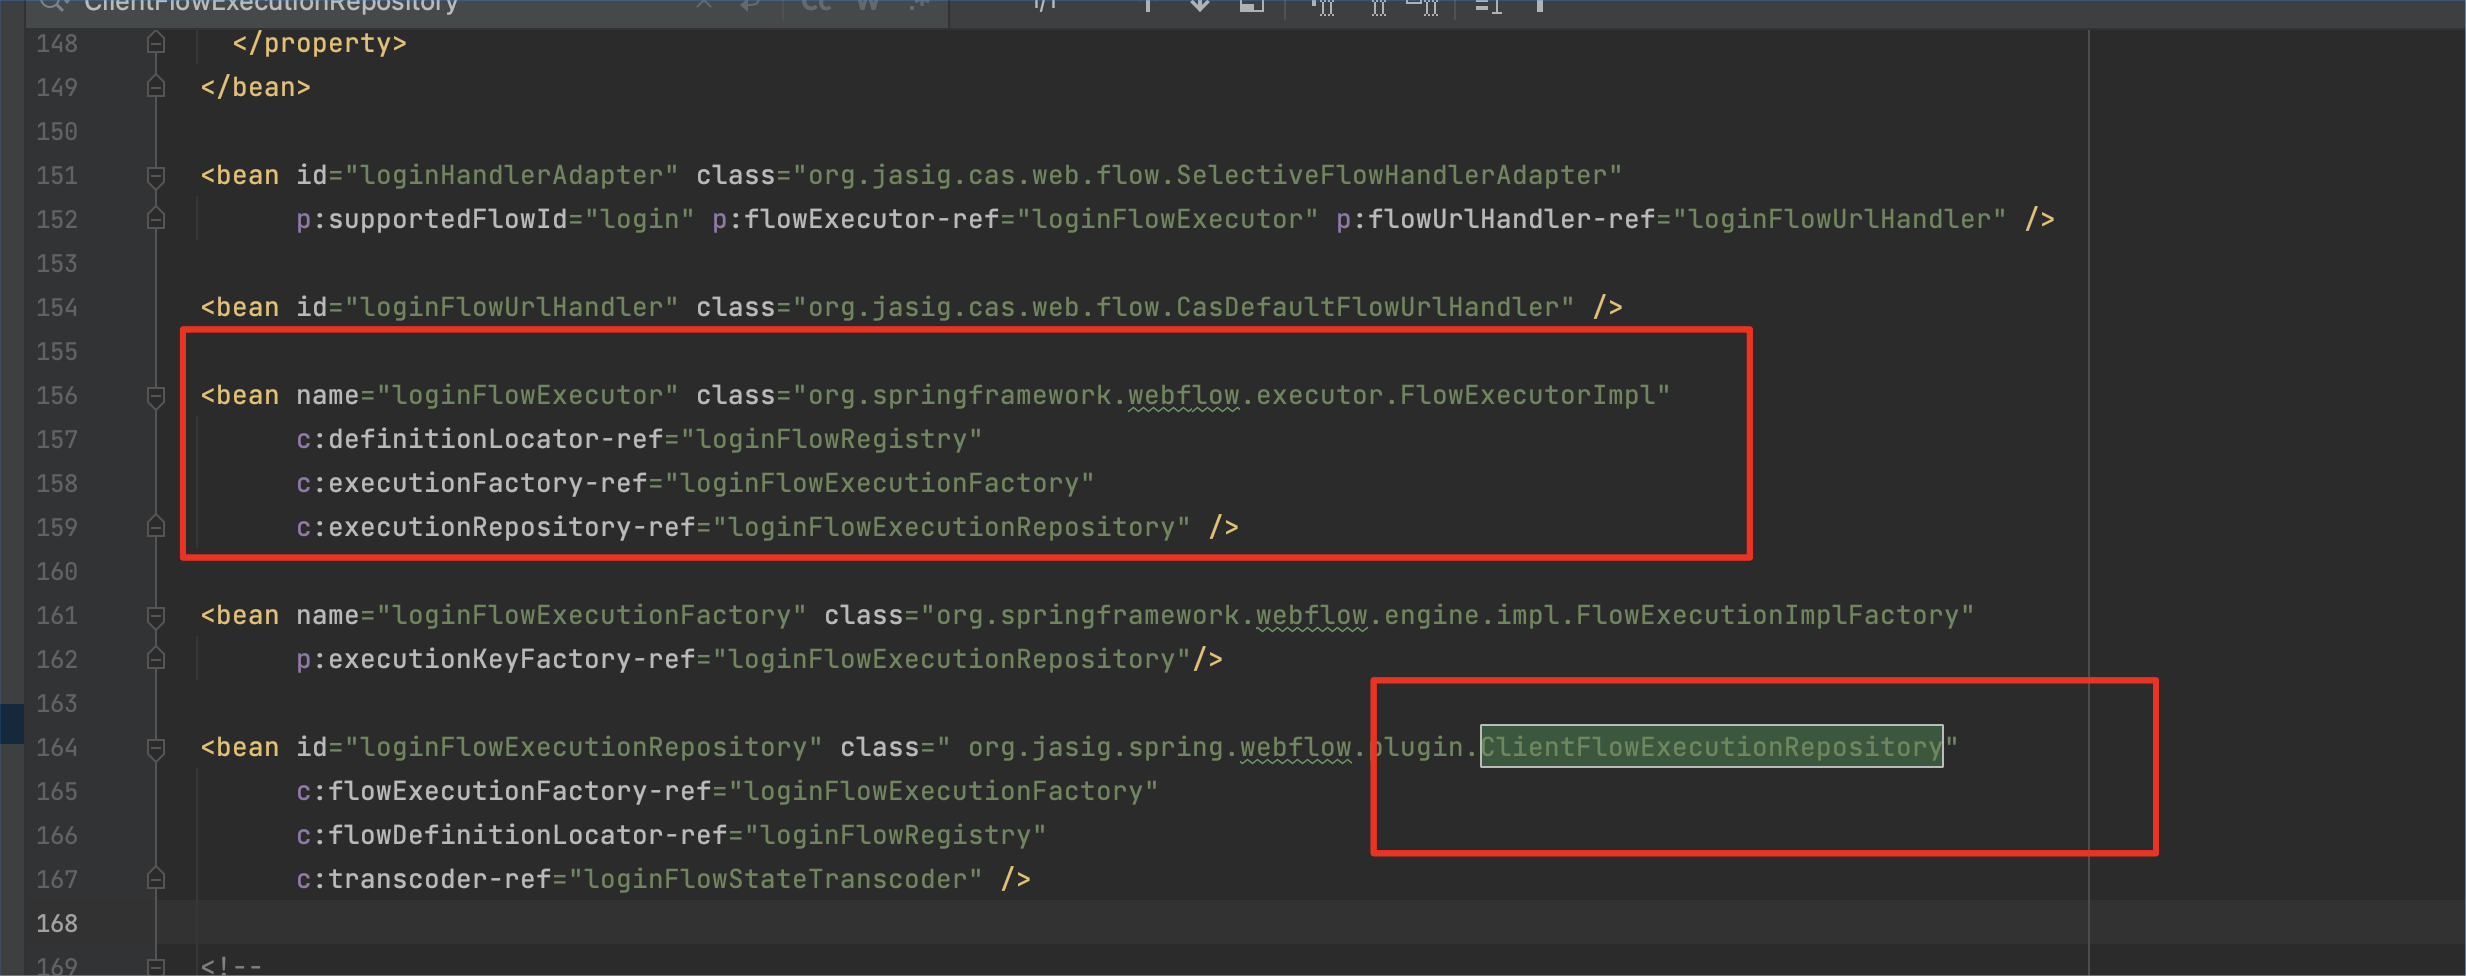 ClientFlowExecutionRepository
Cc W .*
148 </property>
149 </bean>
150
151 <bean id="loginHandlerAdapter" class="org.jasig.cas.web.flow.SelectiveFlowHandlerAdapter"
152 p:supportedFlowId="login" p:flowExecutor-ref="loginFlowExecutor" p:flowUrlHandler-ref="loginFlowUrlHandler" />
153
154 <bean id="loginFlowUrlHandler" class="org.jasig.cas.web.flow.CasDefaultFlowUrlHandler" />
155
156 <bean name="loginFlowExecutor" class="org.springframework.webflow.executor.FlowExecutorImpl"
157 c:definitionLocator-ref="loginFlowRegistry"
158 c:executionFactory-ref="loginFlowExecutionFactory"
159 c:executionRepository-ref="loginFlowExecutionRepository" />
160
161 <bean name="loginFlowExecutionFactory" class="org.springframework.webflow.engine.impl.FlowExecutionImplFactory"
162 p:executionKeyFactory-ref="loginFlowExecutionRepository"/>
163
164 <bean id="loginFlowExecutionRepository" class=" org.jasig.spring.webflow.plugin.ClientFlowExecutionRepository"
165 c:flowExecutionFactory-ref="loginFlowExecutionFactory"
166 c:flowDefinitionLocator-ref="loginFlowRegistry"
167 c:transcoder-ref="loginFlowStateTranscoder" />
168
169 <!--